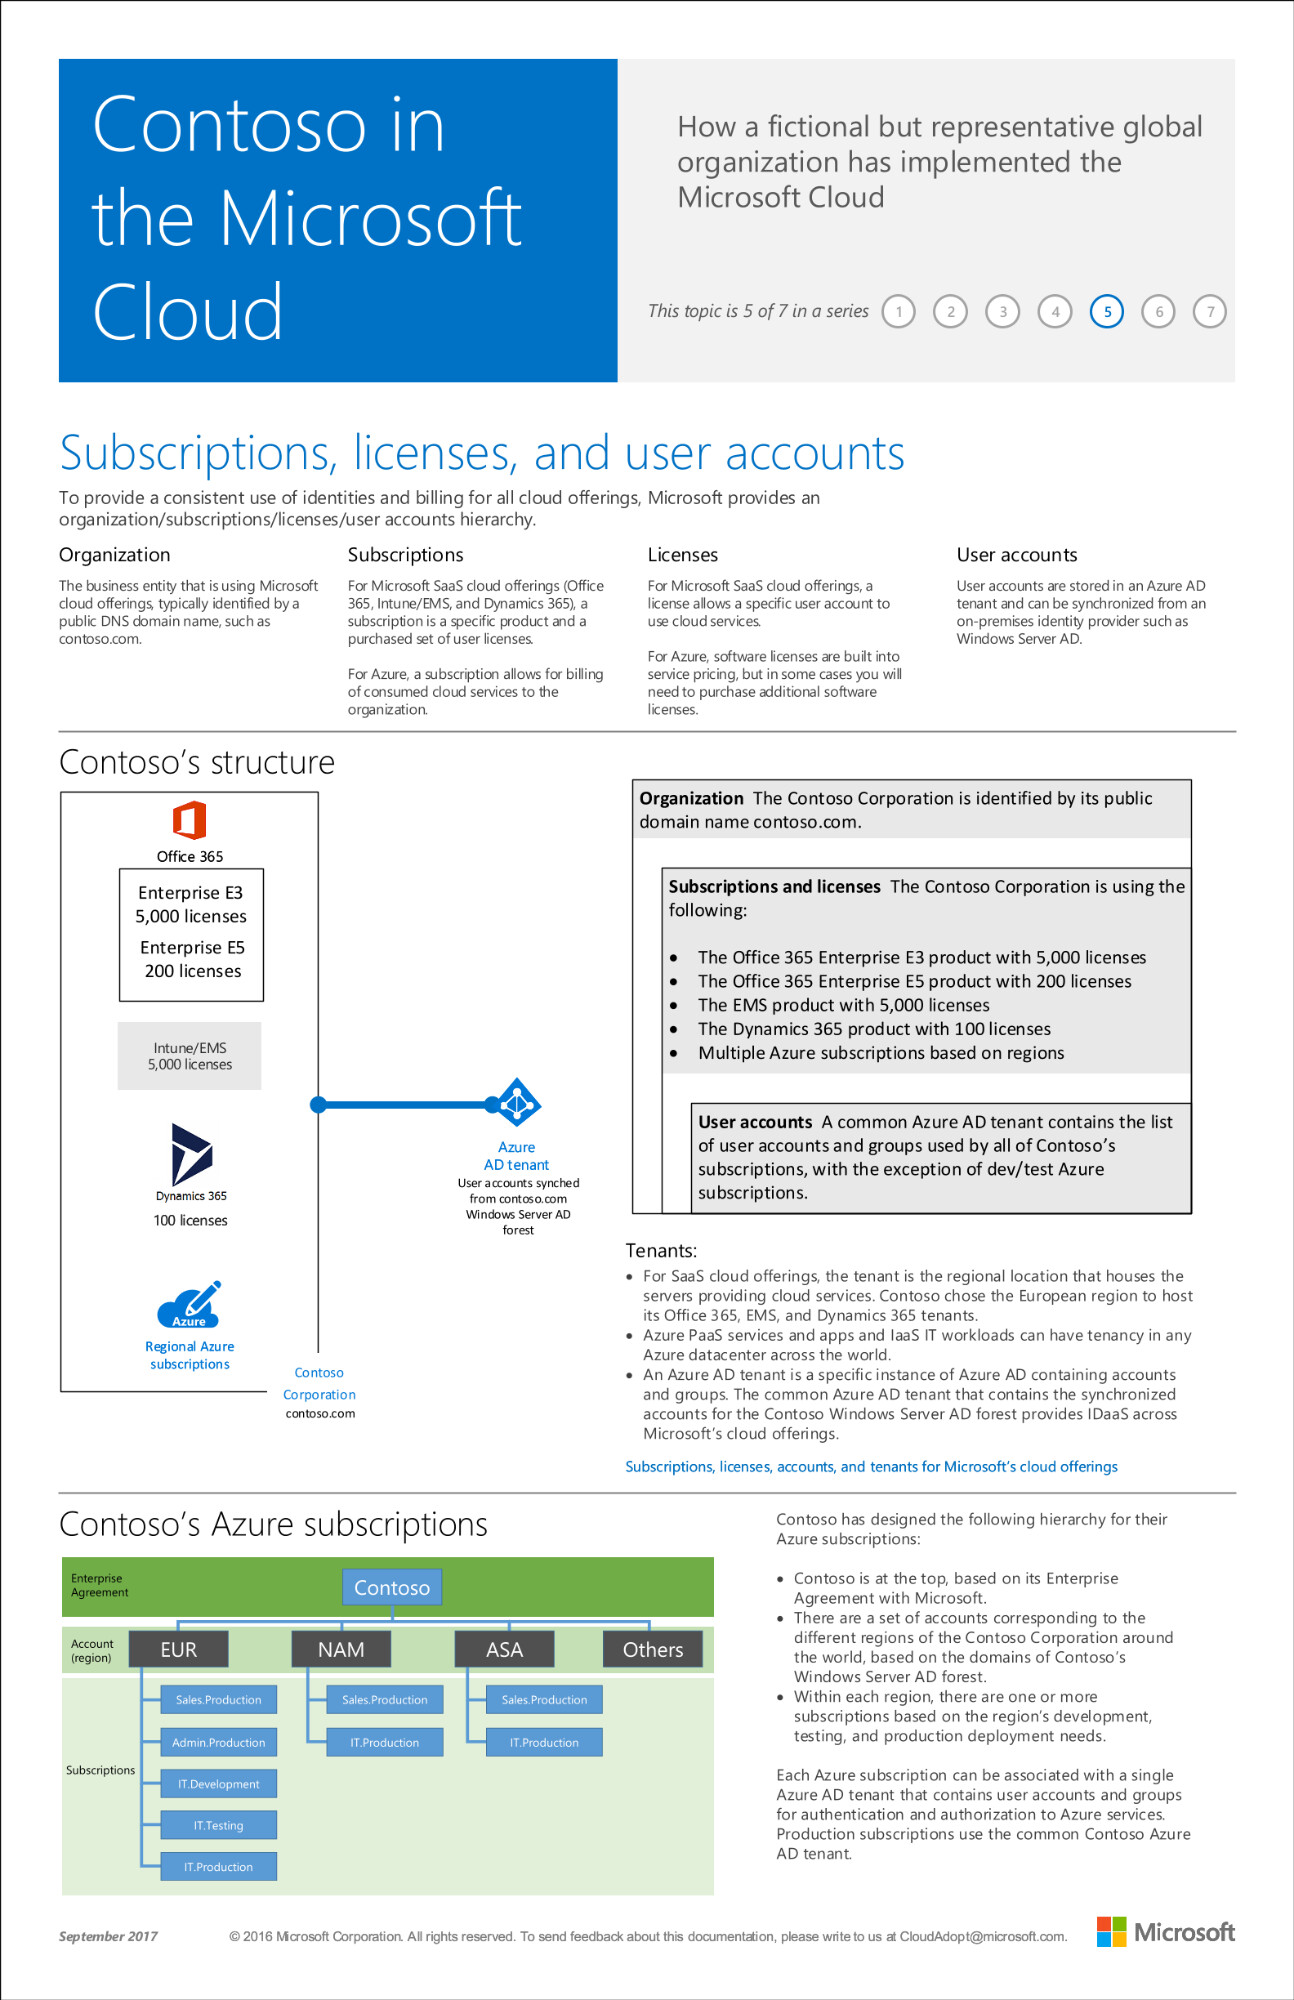 Contoso in
the Microsoft
Cloud
How a fictional but representative global
organization has implemented the
Microsoft Cloud
This topic is 5 of 7 in a series 1 2 3 4 5 6 7
Subscriptions, licenses, and user accounts
To provide a consistent use of identities and billing for all cloud offerings, Microsoft provides an
organization/subscriptions/licenses/user accounts hierarchy.
Organization
The business entity that is using Microsoft
cloud offerings, typically identified by a
public DNS domain name, such as
contoso.com.
Subscriptions
For Microsoft SaaS cloud offerings (Office
365, Intune/EMS, and Dynamics 365), a
subscription is a specific product and a
purchased set of user licenses.
For Azure, a subscription allows for billing
of consumed cloud services to the
organization.
Licenses
For Microsoft SaaS cloud offerings, a
license allows a specific user account to
use cloud services.
For Azure, software licenses are built into
service pricing, but in some cases you will
need to purchase additional software
licenses.
User accounts
User accounts are stored in an Azure AD
tenant and can be synchronized from an
on-premises identity provider such as
Windows Server AD.
Contoso's structure
Office 365
Enterprise E3
5,000 licenses
Enterprise E5
200 licenses
Intune/EMS
5,000 licenses
Dynamics 365
100 licenses
Azure
Regional Azure
subscriptions
Contoso
Corporation
contoso.com
Azure
AD tenant
User accounts synched
from contoso.com
Windows Server AD
forest
Organization The Contoso Corporation is identified by its public
domain name contoso.com.
Subscriptions and licenses The Contoso Corporation is using the
following:
• The Office 365 Enterprise E3 product with 5,000 licenses
• The Office 365 Enterprise E5 product with 200 licenses
• The EMS product with 5,000 licenses
• The Dynamics 365 product with 100 licenses
• Multiple Azure subscriptions based on regions
User accounts A common Azure AD tenant contains the list
of user accounts and groups used by all of Contoso's
subscriptions, with the exception of dev/test Azure
subscriptions.
Tenants:
• For SaaS cloud offerings, the tenant is the regional location that houses the
servers providing cloud services. Contoso chose the European region to host
its Office 365, EMS, and Dynamics 365 tenants.
• Azure PaaS services and apps and IaaS IT workloads can have tenancy in any
Azure datacenter across the world.
• An Azure AD tenant is a specific instance of Azure AD containing accounts
and groups. The common Azure AD tenant that contains the synchronized
accounts for the Contoso Windows Server AD forest provides IDaaS across
Microsoft's cloud offerings.
Subscriptions, licenses, accounts, and tenants for Microsoft's cloud offerings
Contoso's Azure subscriptions
Enterprise
Agreement
Contoso
Account
(region)
EUR
NAM
ASA
Others
Subscriptions
Sales.Production
Admin.Production
IT.Development
IT.Testing
IT.Production
Sales.Production
IT.Production
Sales.Production
IT.Production
Contoso has designed the following hierarchy for their
Azure subscriptions:
• Contoso is at the top, based on its Enterprise
Agreement with Microsoft.
• There are a set of accounts corresponding to the
different regions of the Contoso Corporation around
the world, based on the domains of Contoso's
Windows Server AD forest.
• Within each region, there are one or more
subscriptions based on the region's development,
testing, and production deployment needs.
Each Azure subscription can be associated with a single
Azure AD tenant that contains user accounts and groups
for authentication and authorization to Azure services.
Production subscriptions use the common Contoso Azure
AD tenant.
September 2017
© 2016 Microsoft Corporation. All rights reserved. To send feedback about this documentation, please write to us at CloudAdopt@microsoft.com.
Microsoft